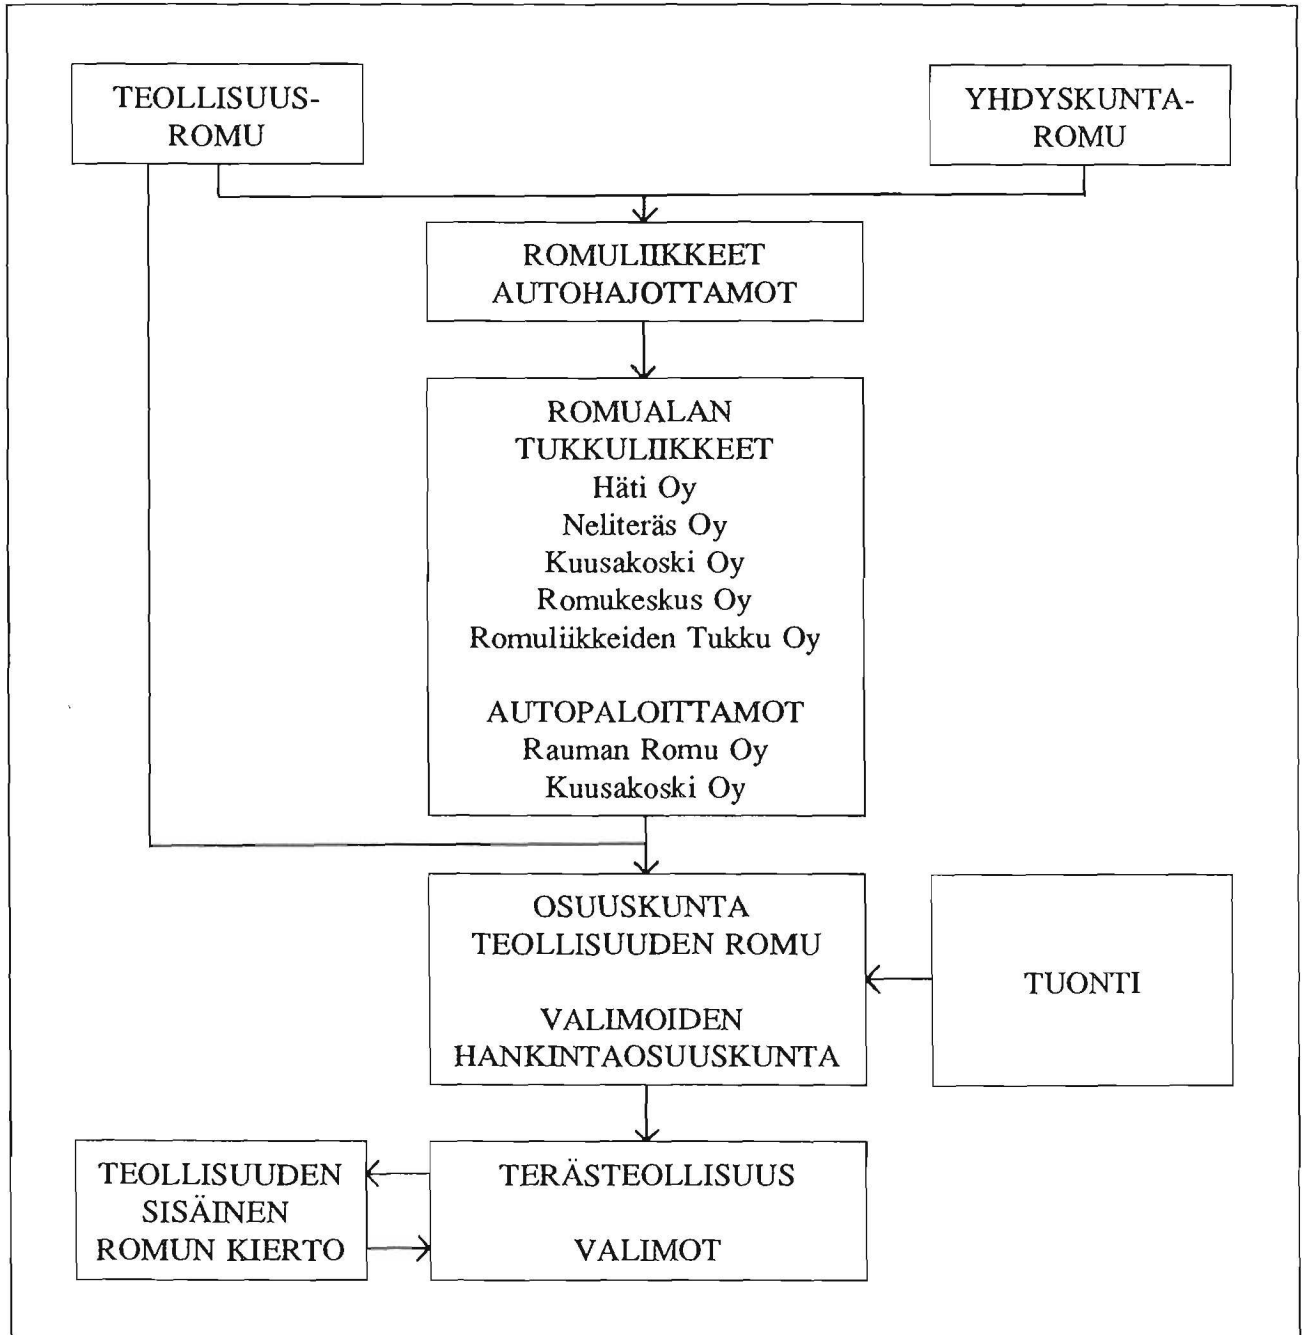 TEOLLISUUS-
ROMU
YHDYSKUNTA-
ROMU
ROMULIIKKEET
AUTOHAJOTTAMOT
ROMUALAN
TUKKULIIKKEET
Häti Oy
Neliteräs Oy
Kuusakoski Oy
Romukeskus Oy
Romuliikkeiden Tukku Oy
AUTOPALOITTAMOT
Rauman Romu Oy
Kuusakoski Oy
OSUUSKUNTA
TEOLLISUUDEN ROMU
VALIMOIDEN
HANKINTAOSUUSKUNTA
TUONTI
TEOLLISUUDEN
SISÄINEN
ROMUN KIERTO
TERÄSTEOLLISUUS
VALIMOT